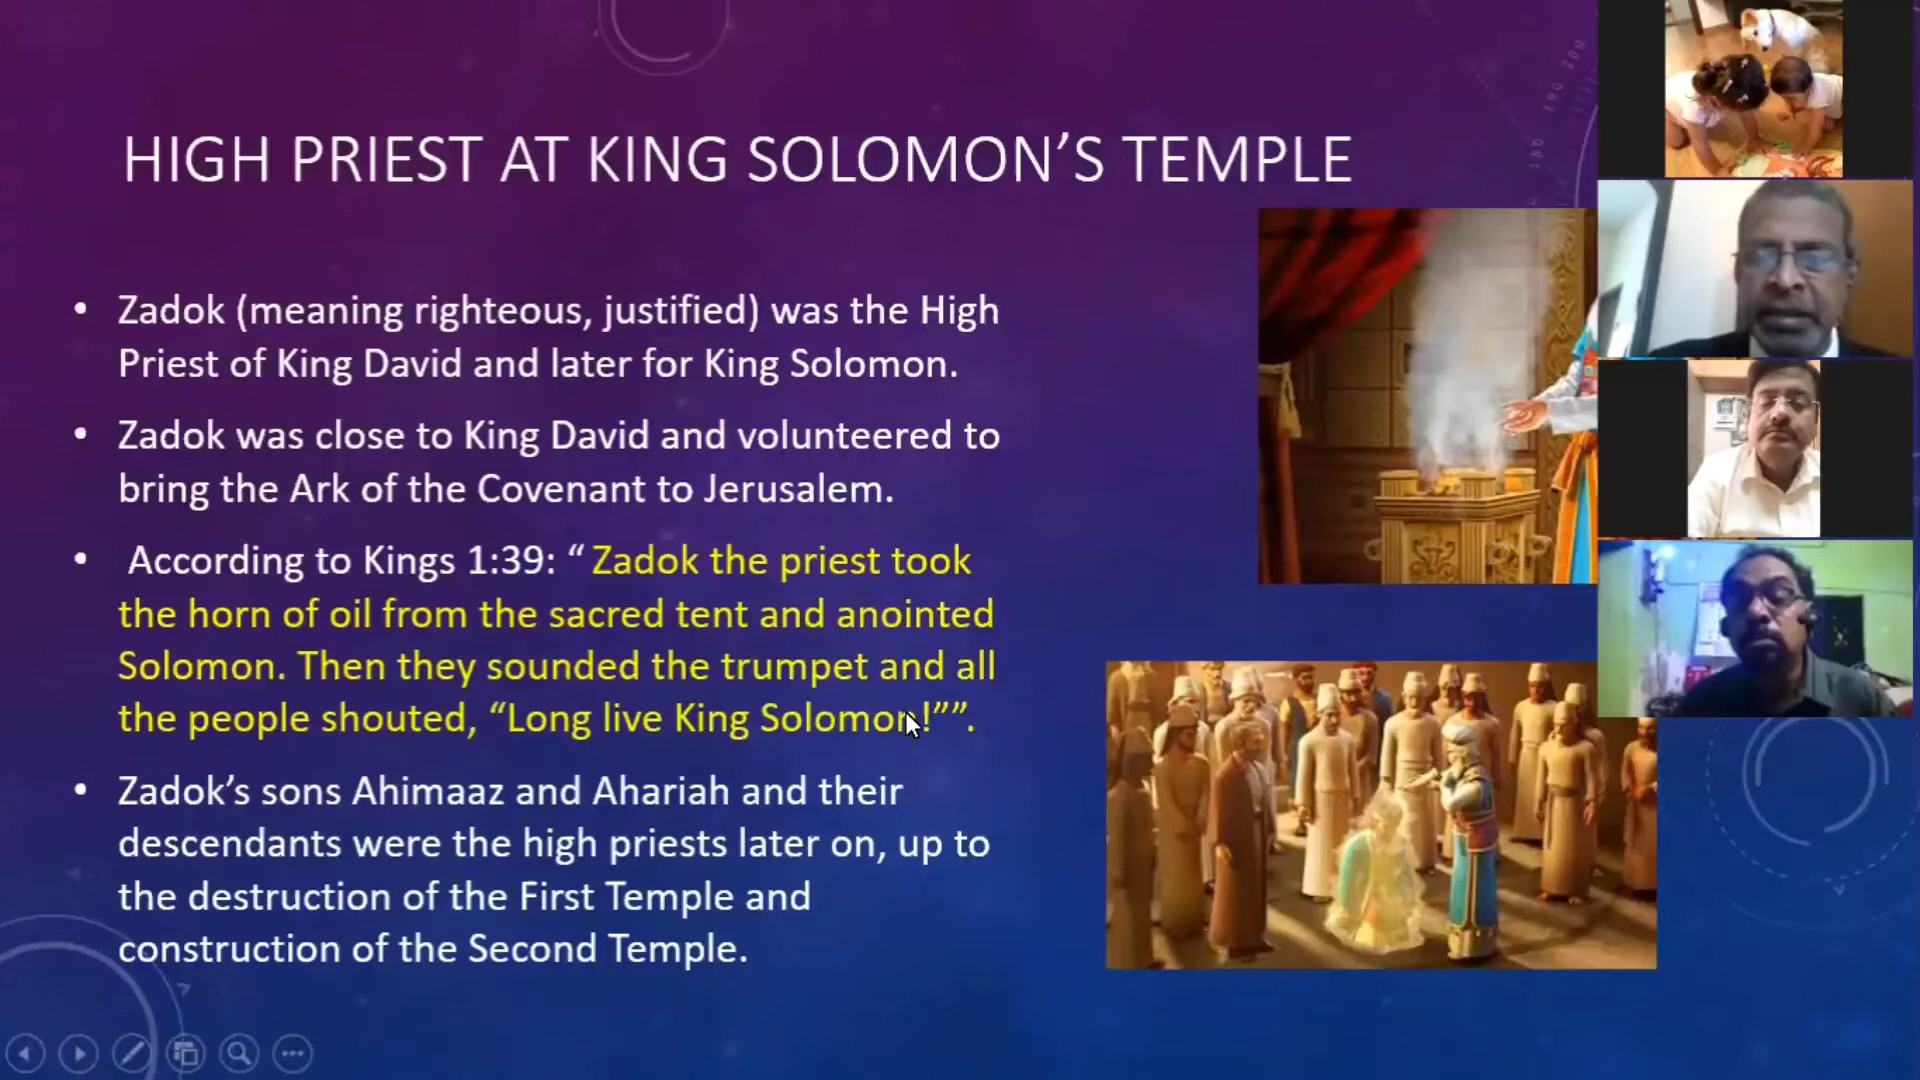 HIGH PRIEST AT KING SOLOMON’S TEMPLE
• Zadok (meaning righteous, justified) was the High
Priest of King David and later for King Solomon.
• Zadok was close to King David and volunteered to
bring the Ark of the Covenant to Jerusalem.
• According to Kings 1:39: “ Zadok the priest took
the horn of oil from the sacred tent and anointed
Solomon. Then they sounded the trumpet and all
the people shouted, “Long live King Solomon!””.
• Zadok’s sons Ahimaaz and Ahariah and their
descendants were the high priests later on, up to
the destruction of the First Temple and
construction of the Second Temple.